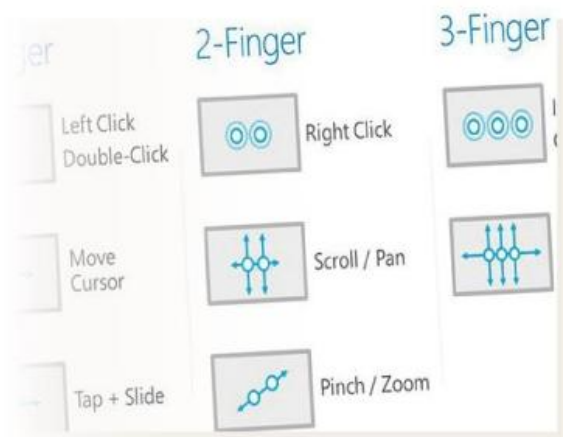 2-Finger
3-Finger
Left Click
Double-Click
Right Click
Move
Cursor
Scroll / Pan
Tap + Slide
Pinch / Zoom